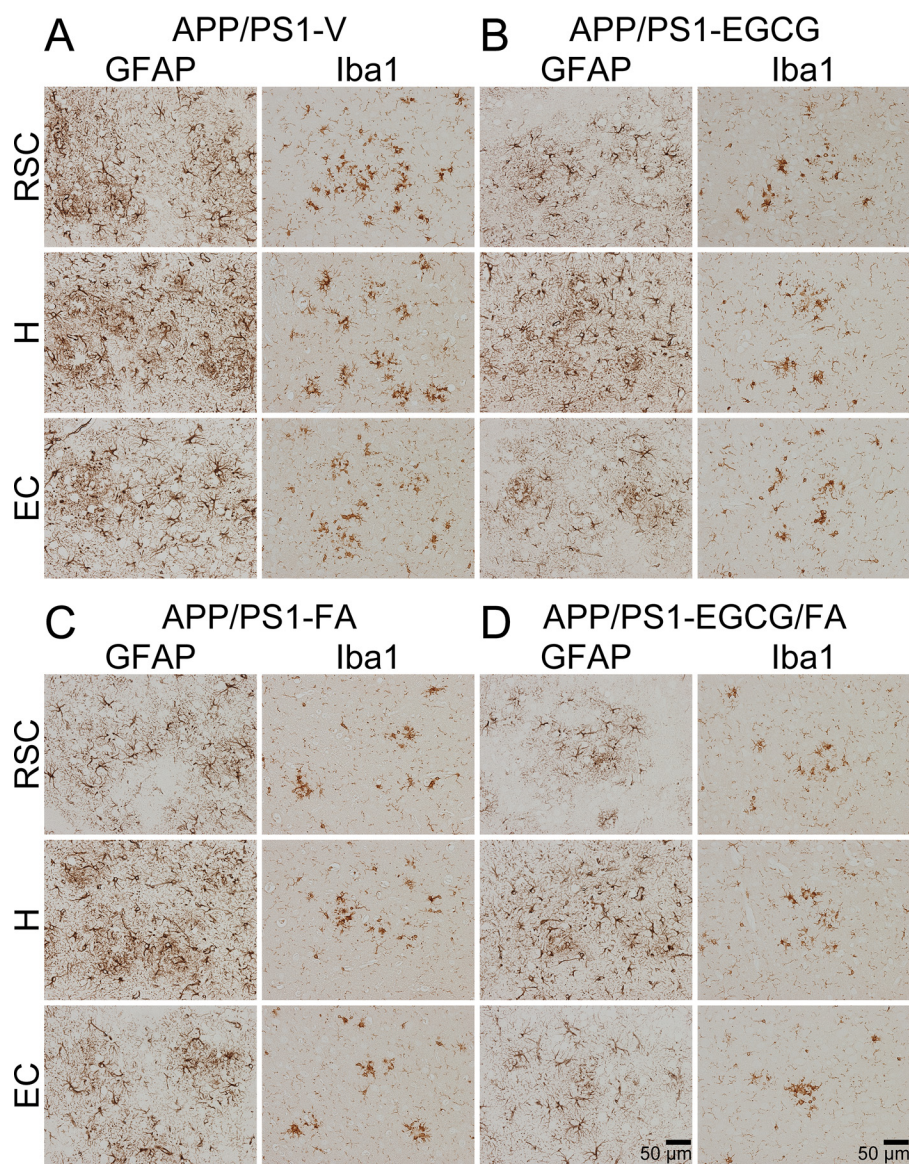 A APP/PS1-V
GFAP Iba1
RSC
H
EC
B APP/PS1-EGCG
GFAP Iba1
C APP/PS1-FA
GFAP Iba1
RSC
H
EC
D APP/PS1-EGCG/FA
GFAP Iba1
50 µm 50 µm